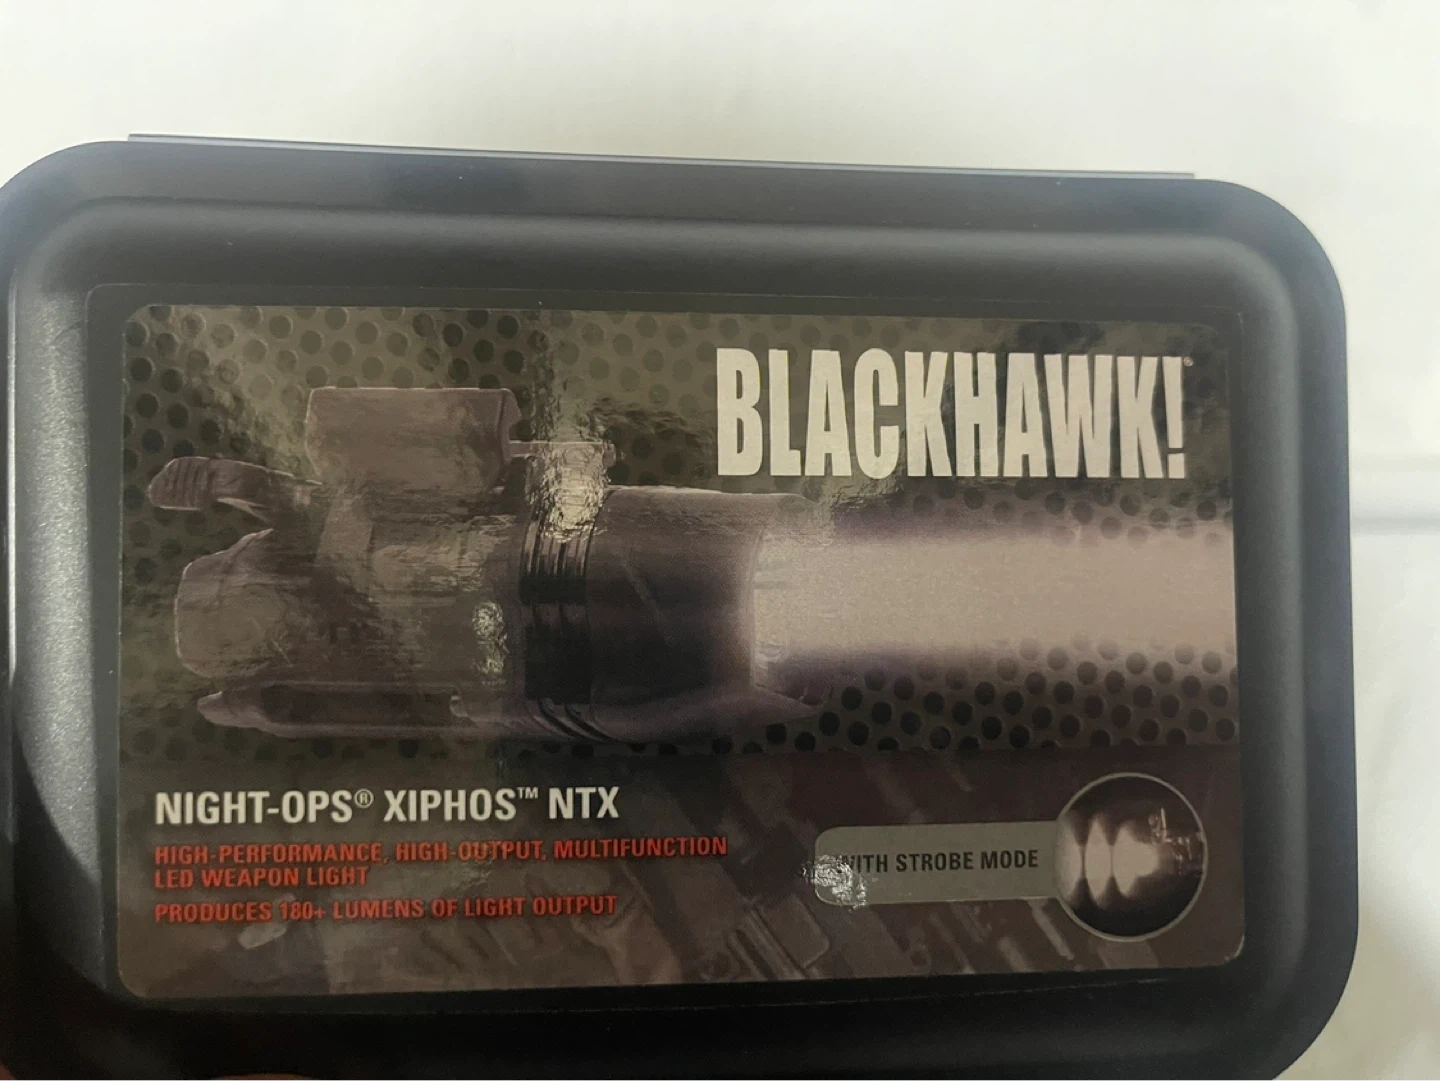 BLACKHAWK!®
NIGHT-OPS® XIPHOS™ NTX
HIGH-PERFORMANCE, HIGH-OUTPUT, MULTIFUNCTION
LED WEAPON LIGHT
PRODUCES 180+ LUMENS OF LIGHT OUTPUT
WITH STROBE MODE